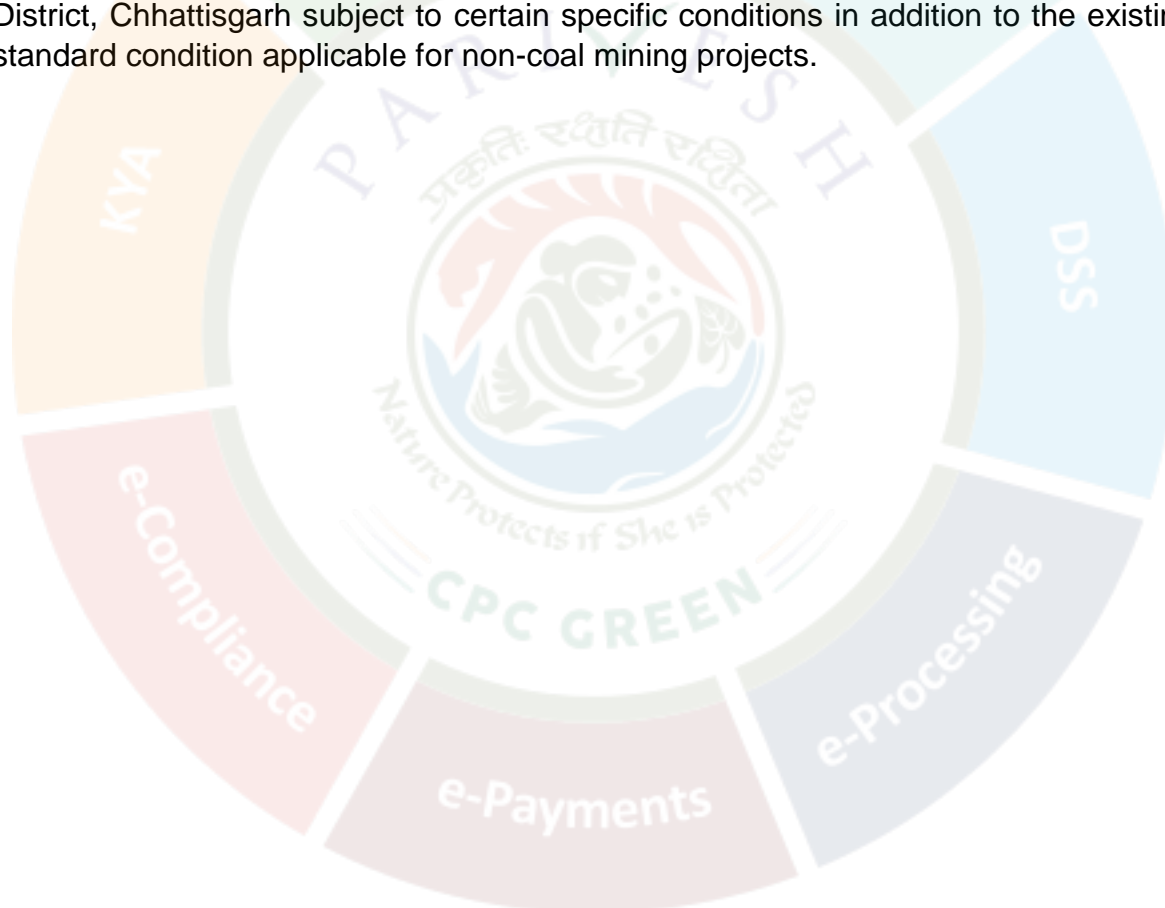 District, Chhattisgarh subject to certain specific conditions in addition to the existin
standard condition applicable for non-coal mining projects.
PARIVESH
प्रकृतिः रक्षति रक्षिता
KYA
DSS
Nature Protects if She is Protected
CPC GREEN
e-Compliance
e-Processing
e-Payments